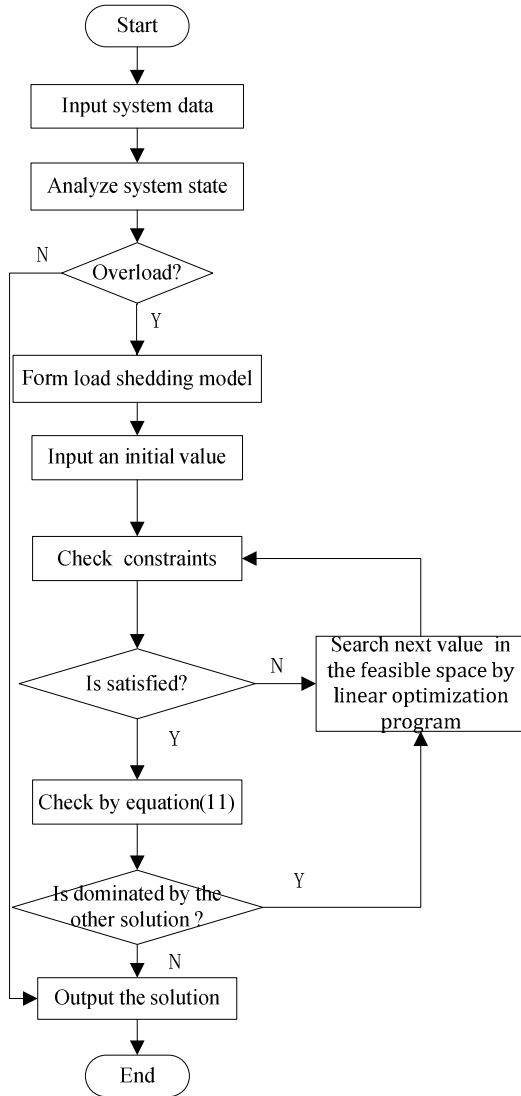 Start
Input system data
Analyze system state
N
Overload?
Y
Form load shedding model
Input an initial value
Check constraints
Search next value in
the feasible space by
linear optimization
program
N
Is satisfied?
Y
Check by equation(11)
Is dominated by the
other solution ?
Y
N
Output the solution
End